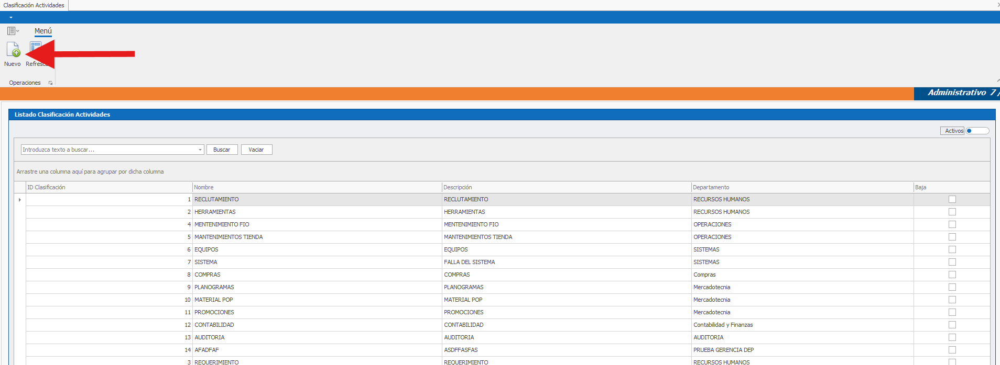 Clasificación Actividades
Menú
Nuevo
Operaciones
Administrativo 7 /
Listado Clasificación Actividades
Activos
Introduzca texto a buscar... Buscar Vaciar
Arrastre una columna aquí para agrupar por dicha columna
ID Clasificación Nombre Descripción Departamento Baja
1 RECLUTAMIENTO RECLUTAMIENTO RECURSOS HUMANOS
2 HERRAMIENTAS HERRAMIENTAS RECURSOS HUMANOS
4 MENTENIMIENTO FIO MENTENIMIENTO FIO OPERACIONES
5 MANTENIMIENTOS TIENDA MANTENIMIENTOS TIENDA OPERACIONES
6 EQUIPOS EQUIPOS SISTEMAS
7 SISTEMA FALLA DEL SISTEMA SISTEMAS
8 COMPRAS COMPRAS Compras
9 PLANOGRAMAS PLANOGRAMAS Mercadotecnia
10 MATERIAL POP MATERIAL POP Mercadotecnia
11 PROMOCIONES PROMOCIONES Mercadotecnia
12 CONTABILIDAD CONTABILIDAD Contabilidad y Finanzas
13 AUDITORIA AUDITORIA AUDITORIA
14 AFADFAF ASDFFASFAS PRUEBA GERENCIA DEP
3 REQUERIMIENTO REQUERIMIENTO RECURSOS HUMANOS